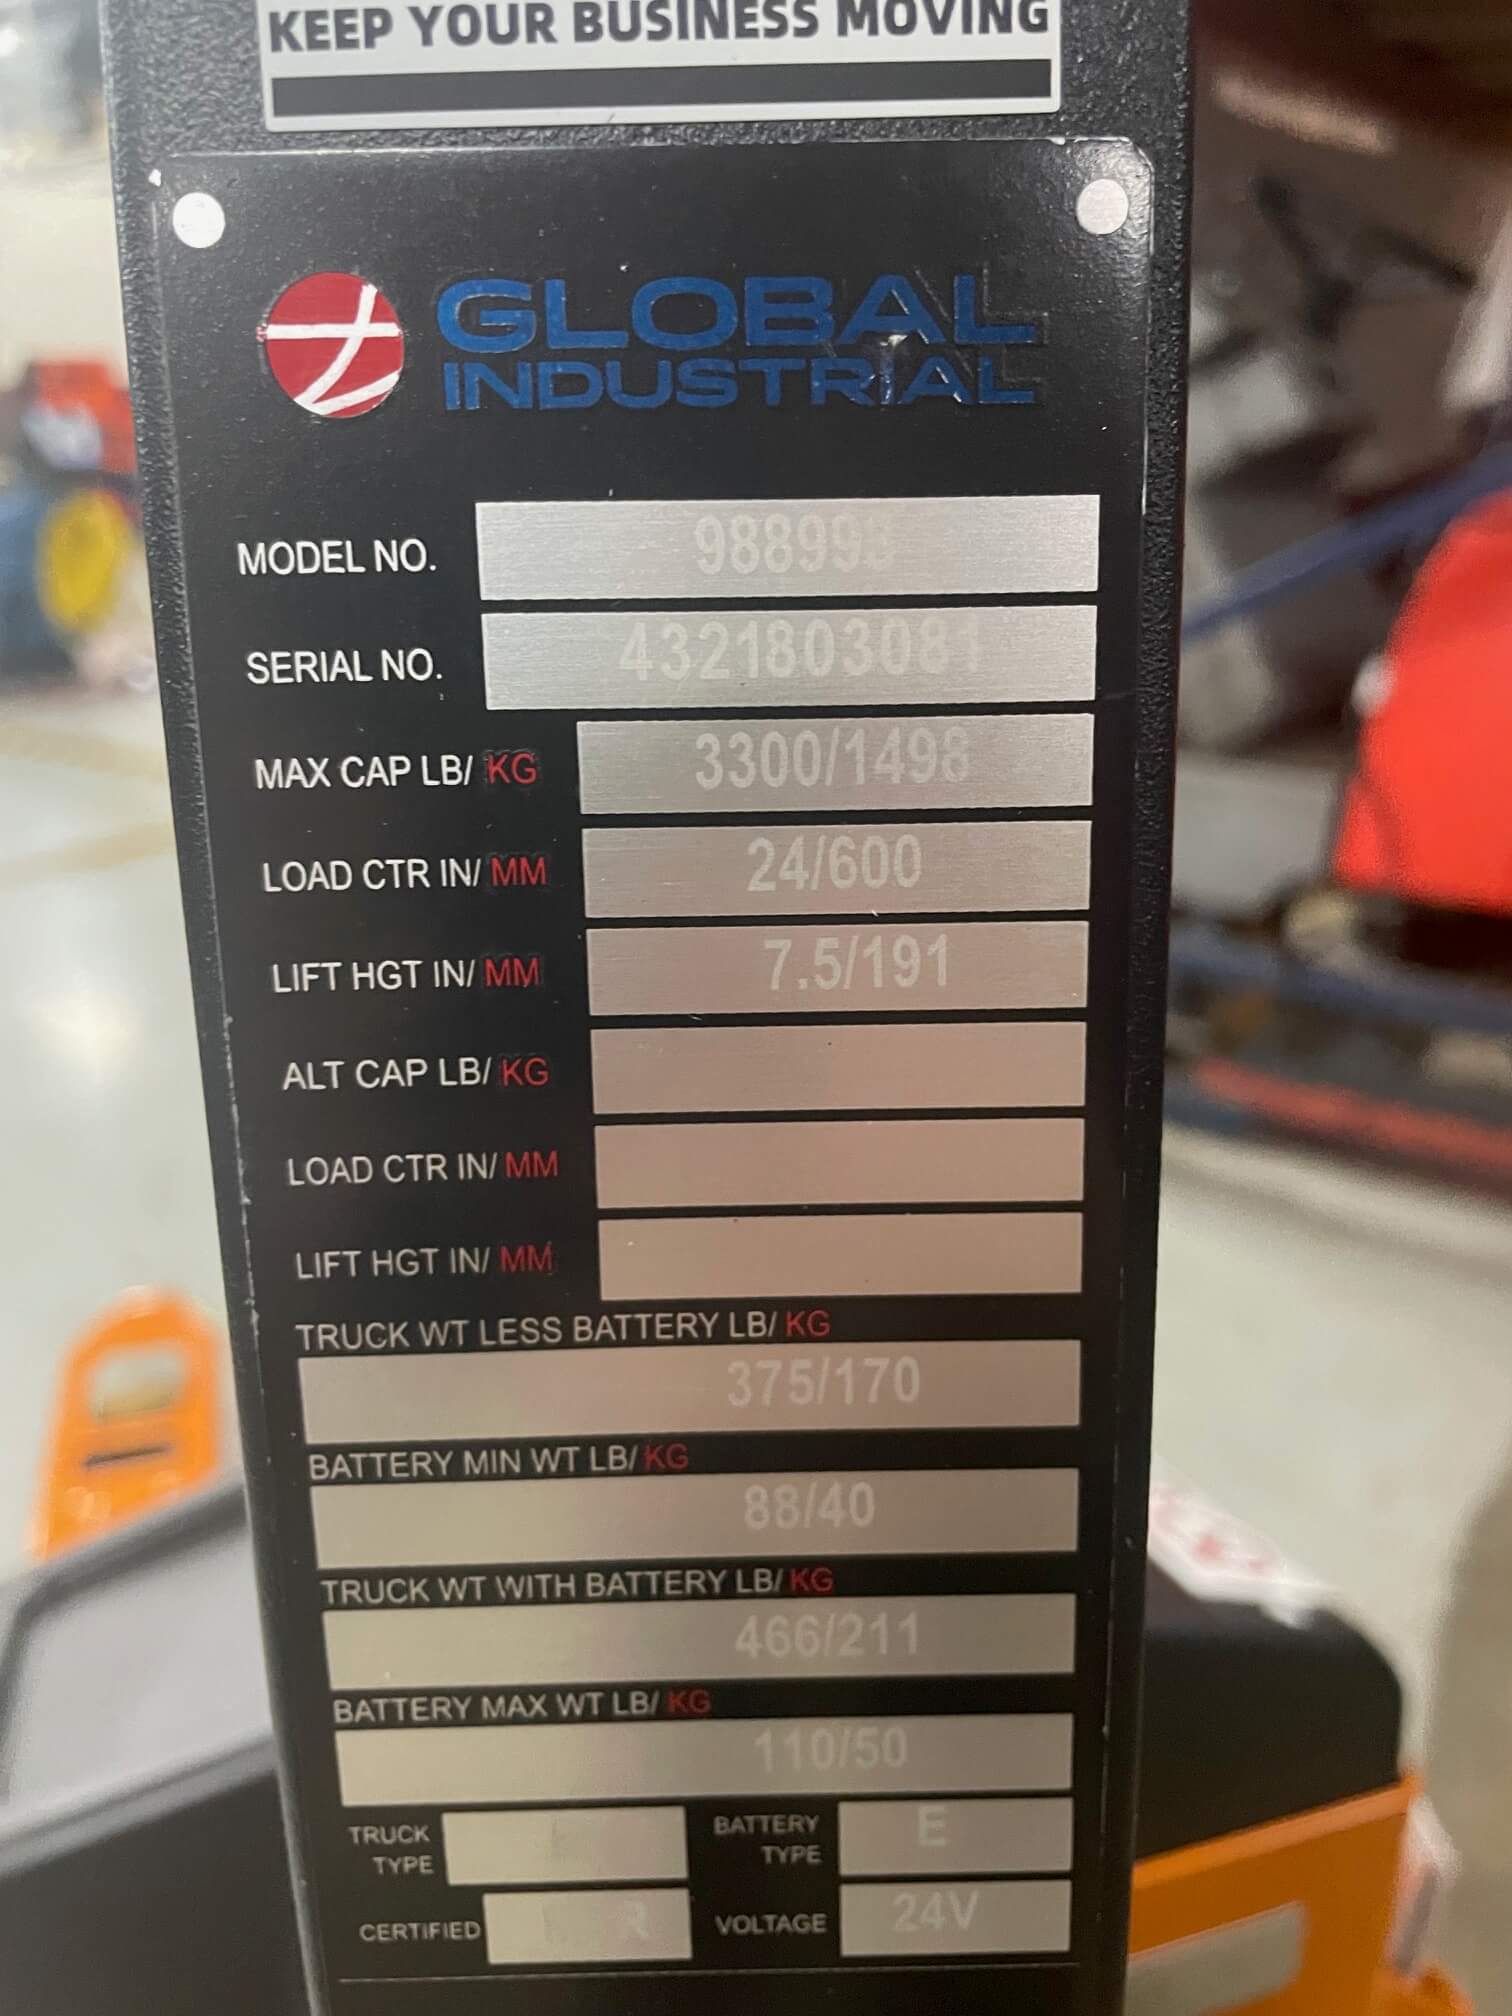 KEEP YOUR BUSINESS MOVING
GLOBAL
INDUSTRIAL
MODEL NO.
SERIAL NO. 4321803081
MAX CAP LB/ KG 3300/1498
LOAD CTR IN/ MM 24/600
LIFT HGT IN/ MM 7.5/191
ALT CAP LB/ KG
LOAD CTR IN/ MM
LIFT HGT IN/ MM
TRUCK WT LESS BATTERY LB/ KG
375/170
BATTERY MIN WT LB/ KG
88/40
TRUCK WT WITH BATTERY LB/ KG
466/211
BATTERY MAX WT LB/ KG
110/50
TRUCK TYPE
BATTERY TYPE E
CERTIFIED
VOLTAGE 24V